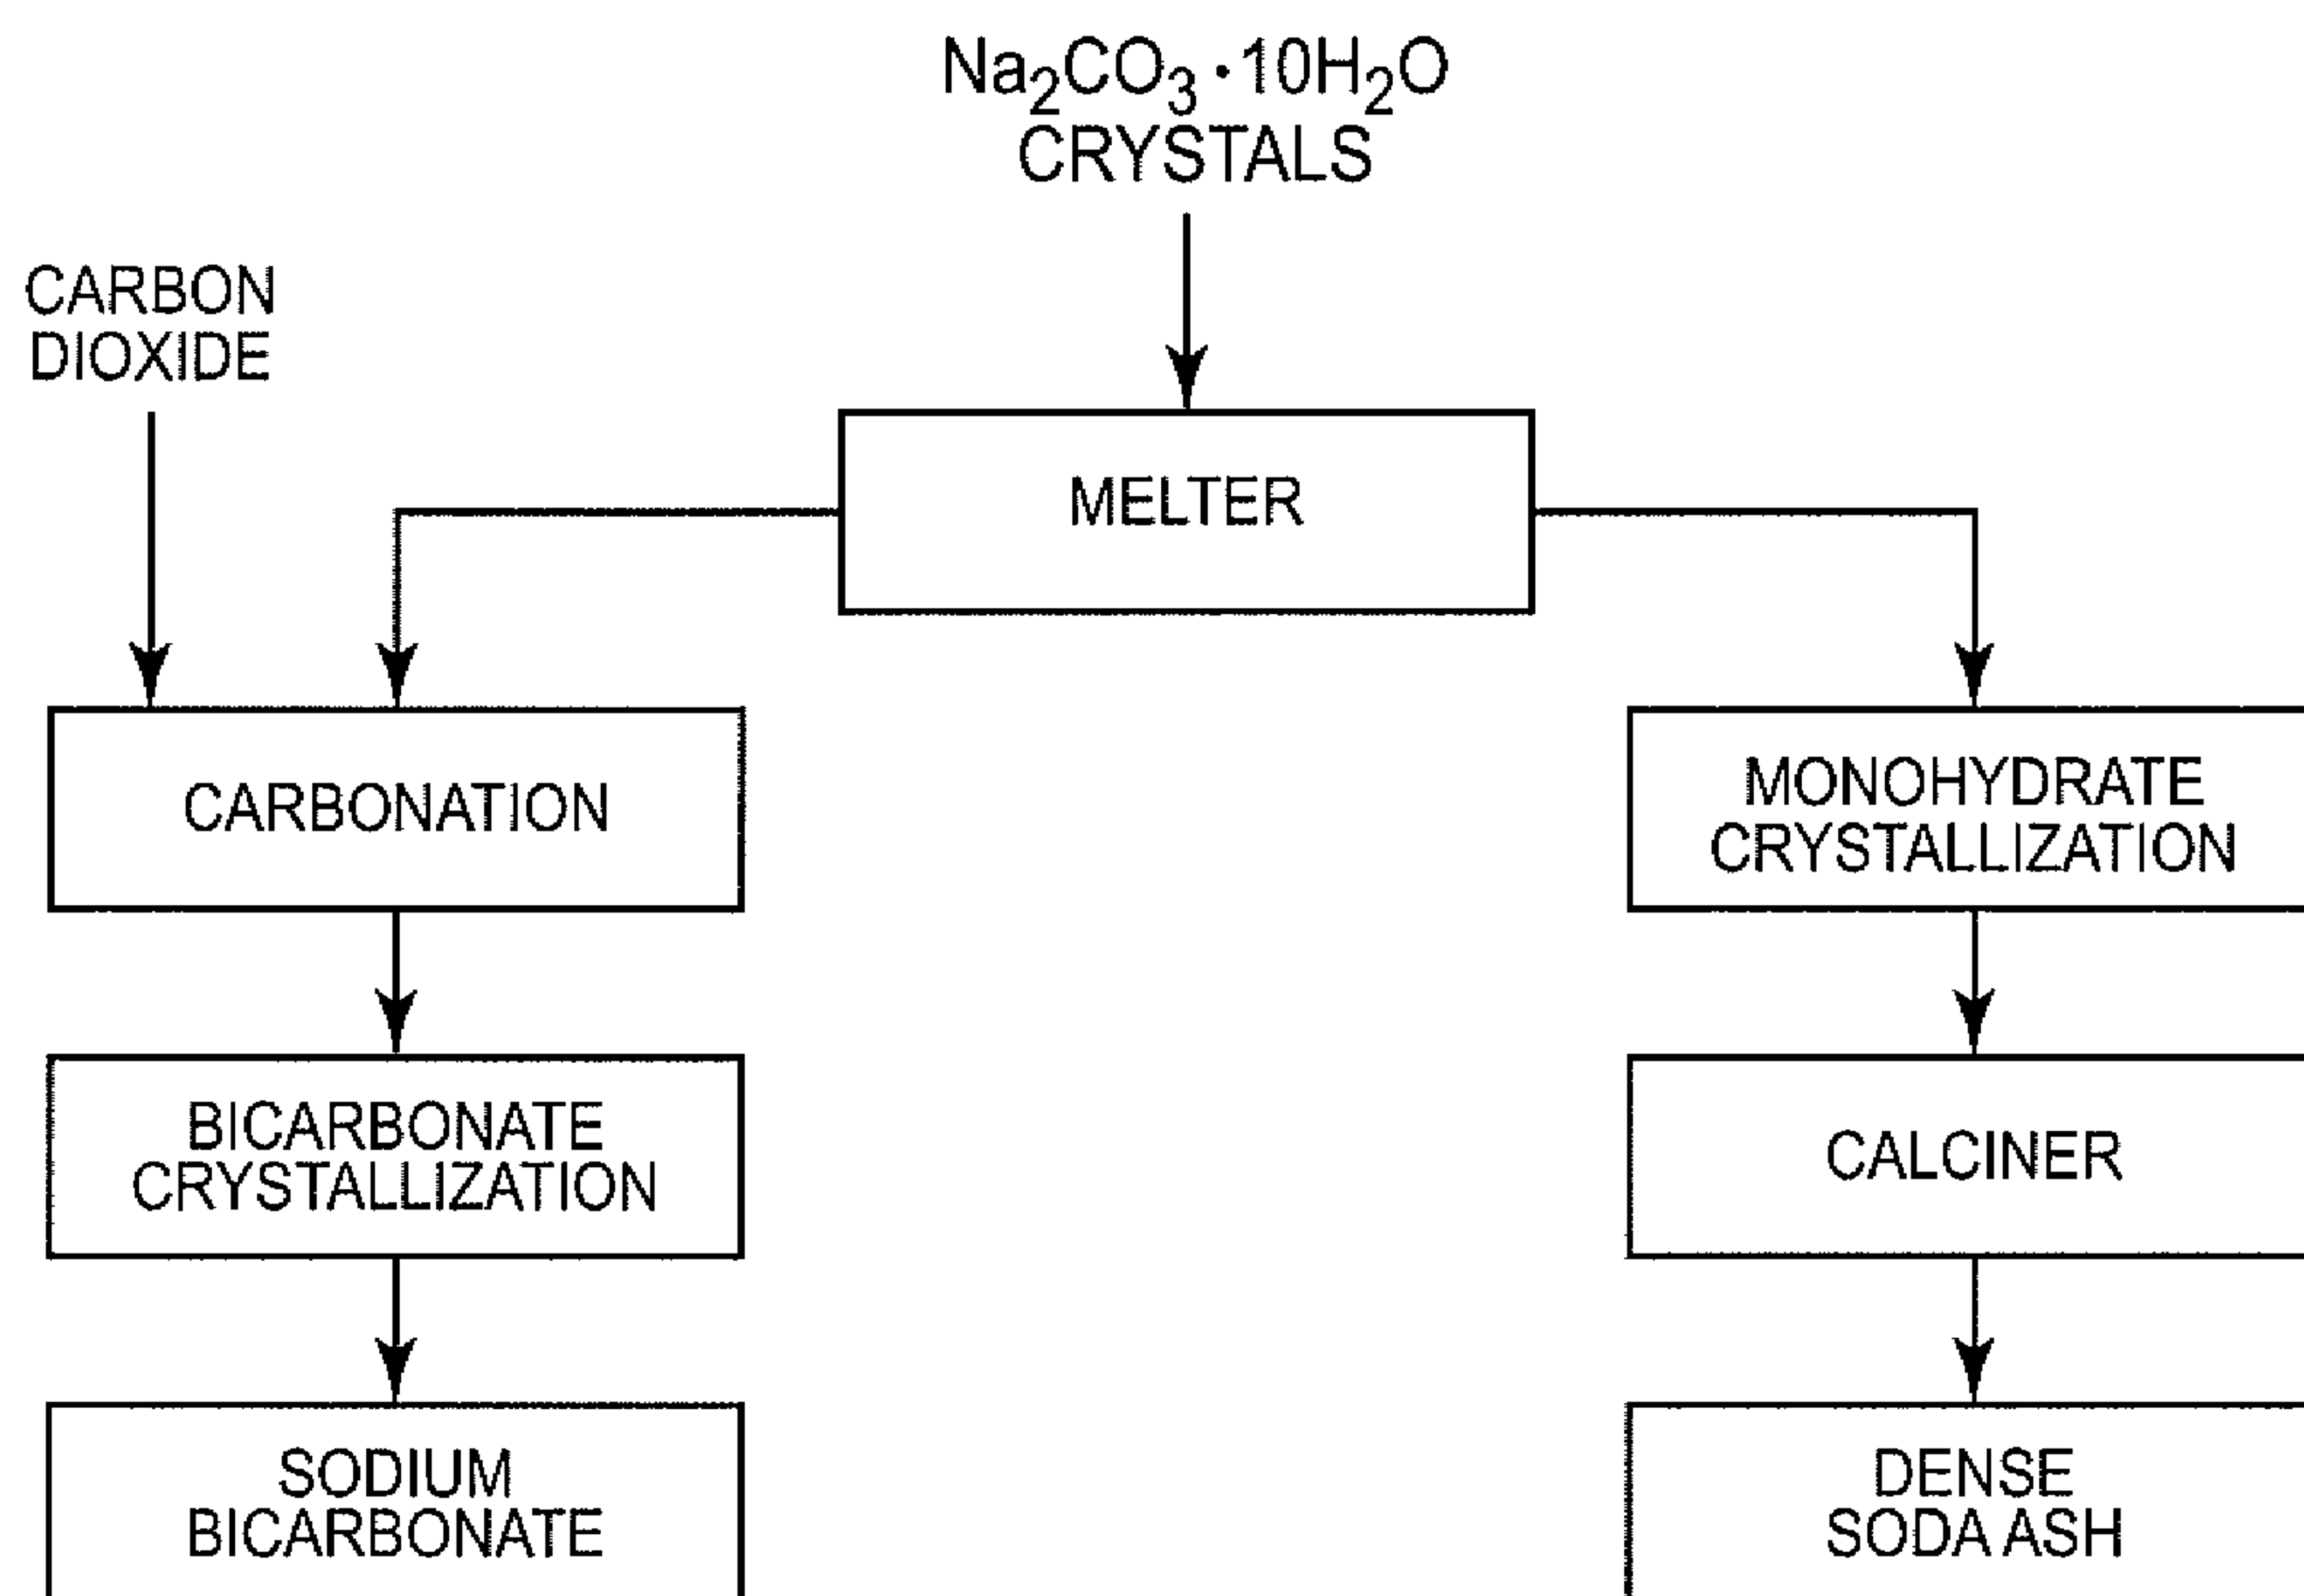 Na₂CO₃·10H₂O
CRYSTALS
CARBON
DIOXIDE
MELTER
CARBONATION
MONOHYDRATE
CRYSTALLIZATION
BICARBONATE
CRYSTALLIZATION
CALCINER
SODIUM
BICARBONATE
DENSE
SODA ASH